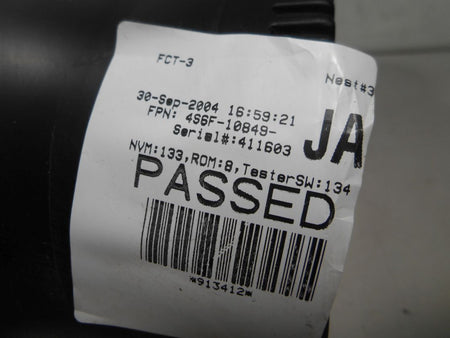 FCT-3
Nest#3
30-Sep-2004 16:59:21
FPN: 4S6F-10849-
JA
Serial#:411603
NVM:133,ROM:8,TesterSW:134
PASSED
*913412*